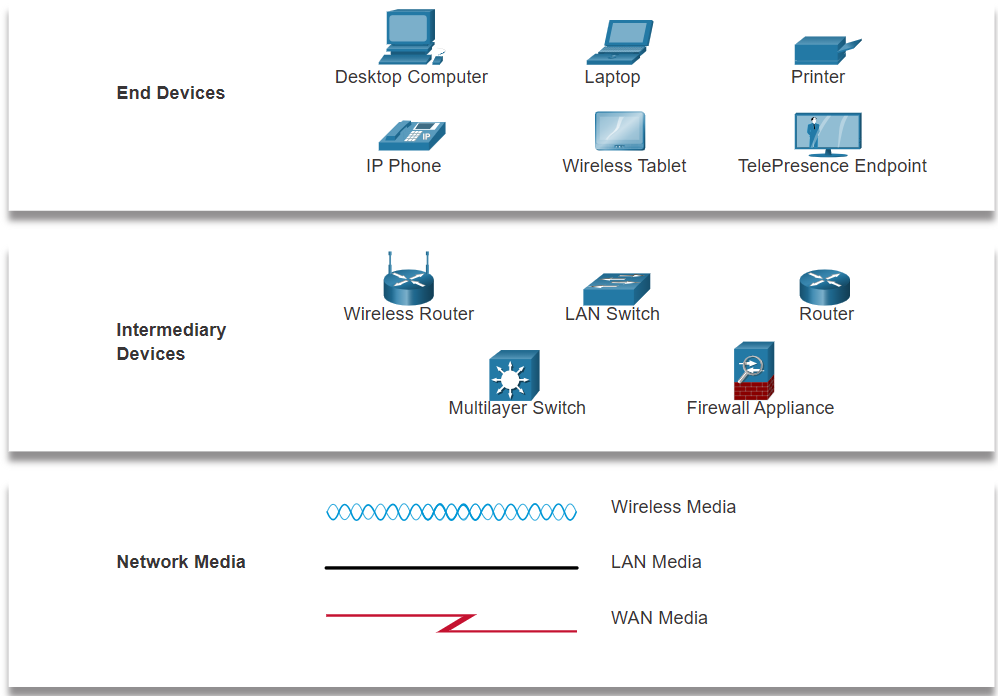 End Devices
Desktop Computer
Laptop
Printer
IP
IP Phone
Wireless Tablet
TelePresence Endpoint
Intermediary
Devices
Wireless Router
LAN Switch
Router
Multilayer Switch
Firewall Appliance
Network Media
Wireless Media
LAN Media
WAN Media